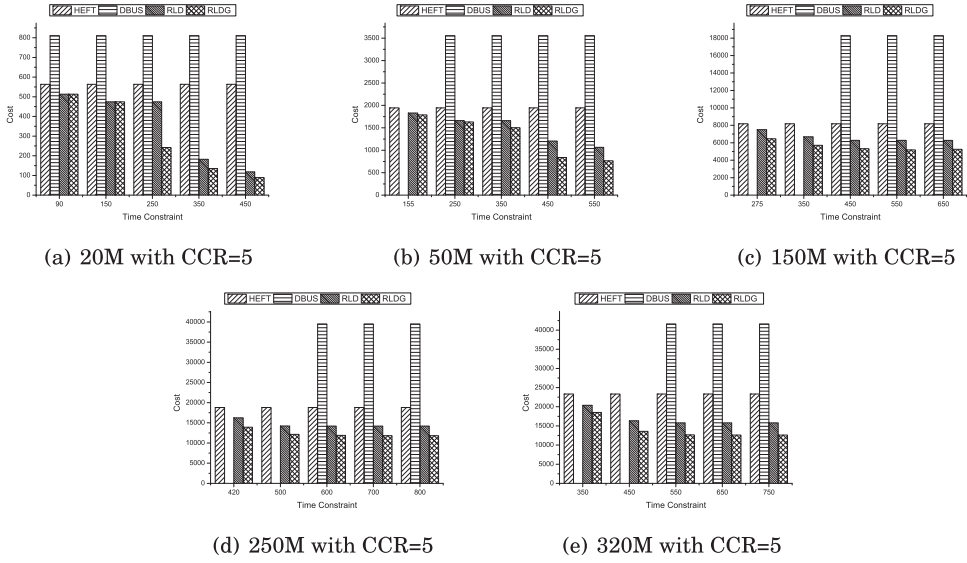 HEFT DBUS RLD RLDG
800
700
600
500
400
300
200
100
0
Cost
90 150 250 350 450
Time Constraint
(a) 20M with CCR=5
HEFT DBUS RLD RLDG
3500
3000
2500
2000
1500
1000
500
0
Cost
155 250 350 450 550
Time Constraint
(b) 50M with CCR=5
HEFT DBUS RLD RLDG
18000
16000
14000
12000
10000
8000
6000
4000
2000
0
Cost
275 350 450 550 650
Time Constraint
(c) 150M with CCR=5
HEFT DBUS RLD RLDG
40000
35000
30000
25000
20000
15000
10000
5000
0
Cost
420 500 600 700 800
Time Constraint
(d) 250M with CCR=5
HEFT DBUS RLD RLDG
40000
35000
30000
25000
20000
15000
10000
5000
0
Cost
350 450 550 650 750
Time Constraint
(e) 320M with CCR=5